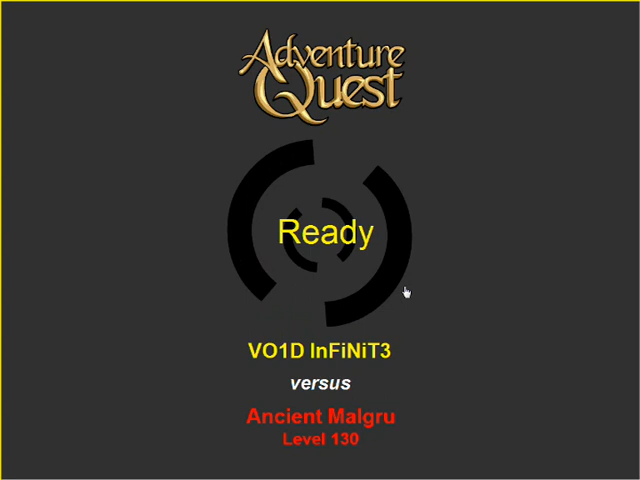 Adventure
Quest
Ready
VO1D InFiNiT3
versus
Ancient Malgru
Level 130